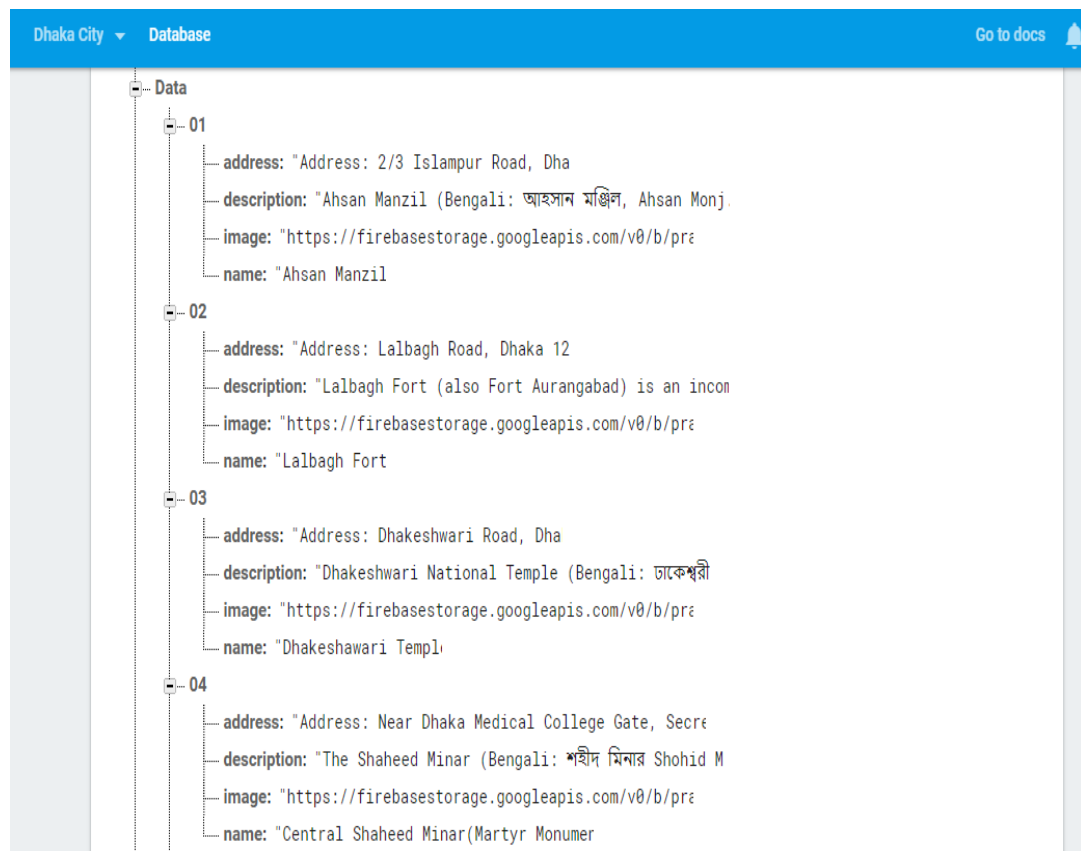 Dhaka City Database Go to docs
Data
01
address: "Address: 2/3 Islampur Road, Dha
description: "Ahsan Manzil (Bengali: আহসান মঞ্জিল, Ahsan Monj.
image: "https://firebasestorage.googleapis.com/v0/b/pra
name: "Ahsan Manzil
02
address: "Address: Lalbagh Road, Dhaka 12
description: "Lalbagh Fort (also Fort Aurangabad) is an incom
image: "https://firebasestorage.googleapis.com/v0/b/pra
name: "Lalbagh Fort
03
address: "Address: Dhakeshwari Road, Dha
description: "Dhakeshwari National Temple (Bengali: ঢাকেশ্বরী
image: "https://firebasestorage.googleapis.com/v0/b/pra
name: "Dhakeshawari Temple
04
address: "Address: Near Dhaka Medical College Gate, Secre
description: "The Shaheed Minar (Bengali: শহীদ মিনার Shohid M
image: "https://firebasestorage.googleapis.com/v0/b/pra
name: "Central Shaheed Minar(Martyr Monumen